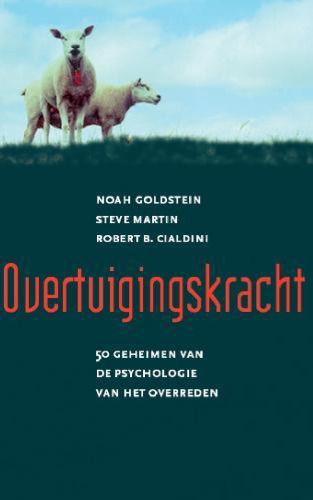 NOAH GOLDSTEIN
STEVE MARTIN
ROBERT B. CIALDINI
Overtuigingskracht
50 GEHEIMEN VAN
DE PSYCHOLOGIE
VAN HET OVERREDEN